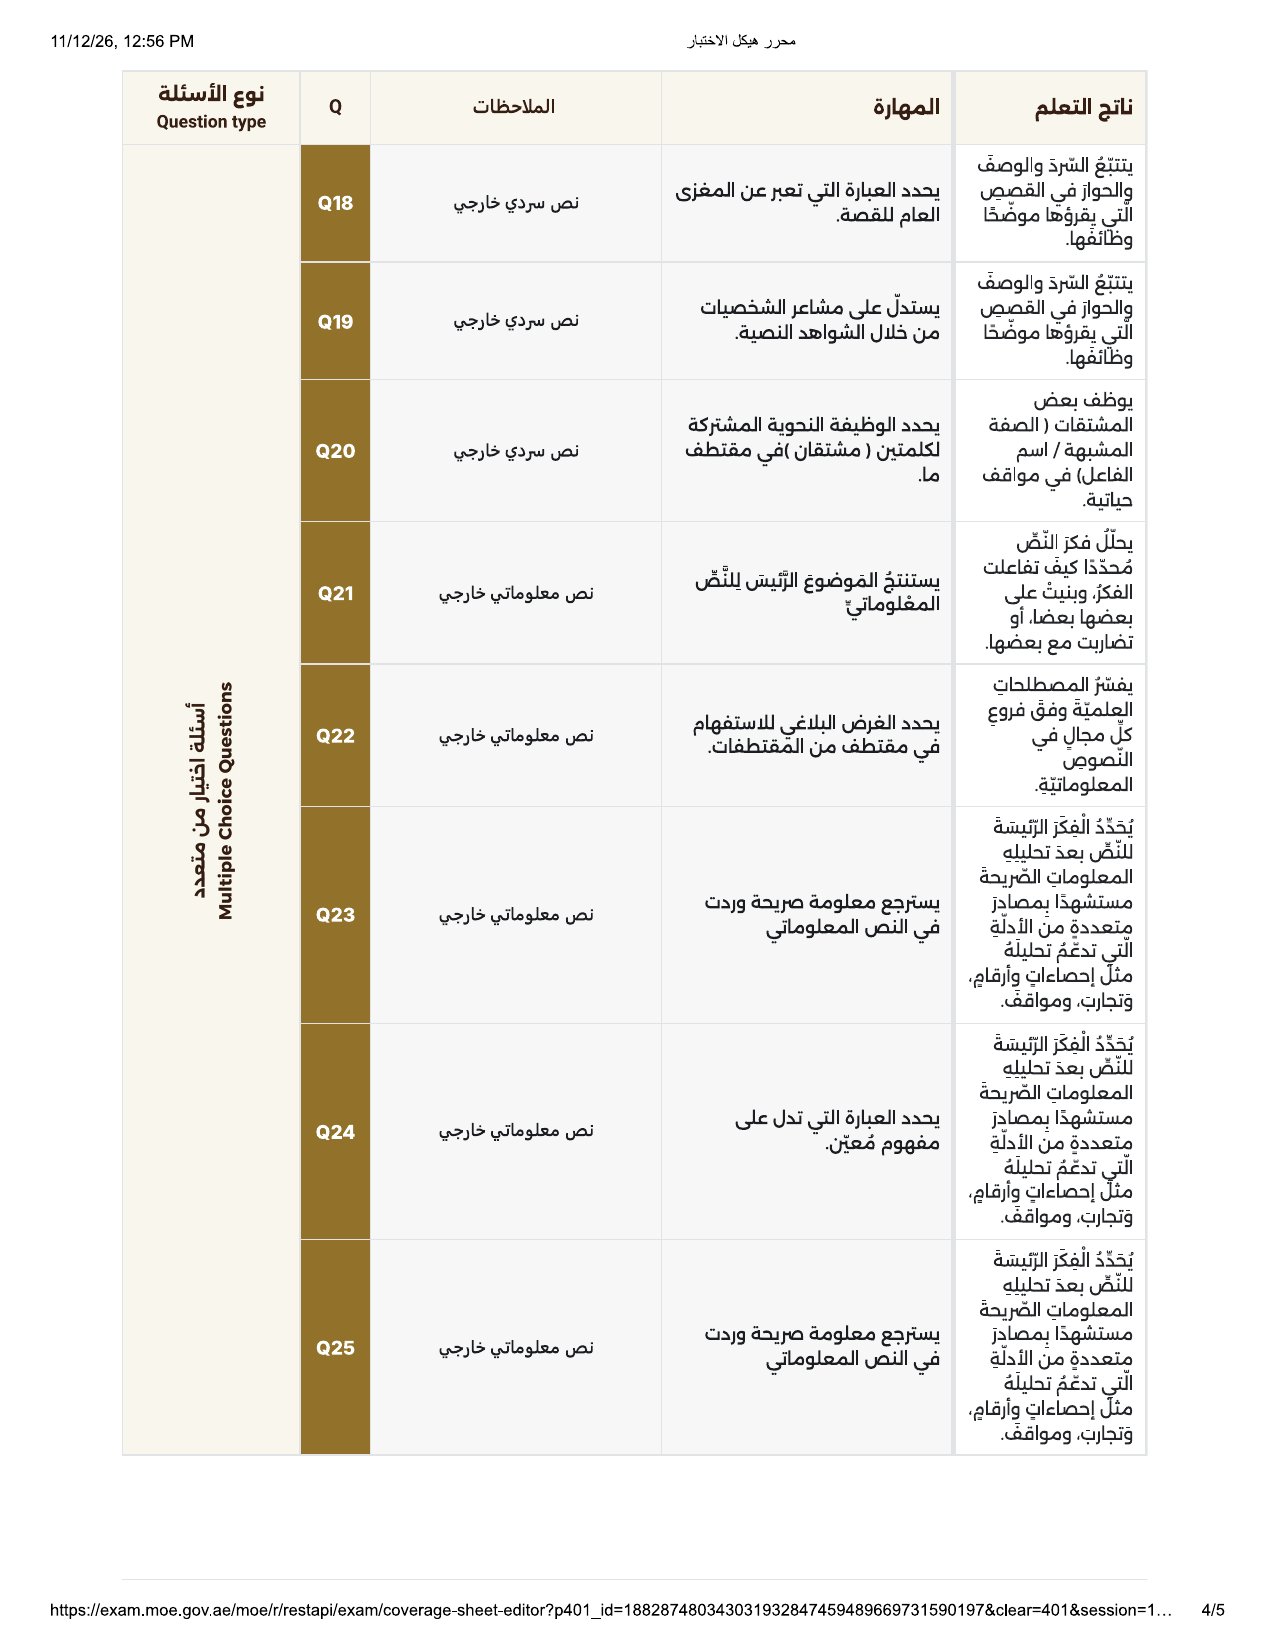 11/12/26, 12:56 PM
محرر هيكل الاختبار
ناتج التعلم
المهارة
الملاحظات
Q
نوع الأسئلة
Question type
أسئلة اختيار من متعدد
Multiple Choice Questions
يتتبّعُ السّردَ والوصفَ
والحوارَ في القصصِ
الّتي يقرؤها موضّحًا
وظائفَها.
يحدد العبارة التي تعبر عن المغزى
العام للقصة.
نص سردي خارجي
Q18
يتتبّعُ السّردَ والوصفَ
والحوارَ في القصصِ
الّتي يقرؤها موضّحًا
وظائفَها.
يستدلّ على مشاعر الشخصيات
من خلال الشواهد النصية.
نص سردي خارجي
Q19
يوظف بعض
المشتقات ( الصفة
المشبهة / اسم
الفاعل) في مواقف
حياتية.
يحدد الوظيفة النحوية المشتركة
لكلمتين ( مشتقان )في مقتطف
ما.
نص سردي خارجي
Q20
يحلّلُ فكرَ النّصِّ
مُحدّدًا كيفَ تفاعلت
الفكرُ، وبنيتْ على
بعضها بعضا، أو
تضاربت مع بعضها.
يستنتجُ المَوضوعَ الرَّئيسَ لِلنَّصِّ
المعْلوماتيِّ
نص معلوماتي خارجي
Q21
يفسّرُ المصطلحاتِ
العلميّةَ وفقَ فروعِ
كلِّ مجالٍ في
النّصوصِ
المعلوماتيّةِ.
يحدد الغرض البلاغي للاستفهام
في مقتطف من المقتطفات.
نص معلوماتي خارجي
Q22
يُحَدِّدُ الْفِكَرَ الرّئيسَةَ
للنّصِّ بعدَ تحليلِهِ
المعلوماتِ الصّريحةَ
مستشهدًا بِمصادرَ
متعددةٍ من الأدلّةِ
الّتي تدعّمُ تحليلَهُ
مثلَ إحصاءاتٍ وأرقامٍ،
وَتجاربَ، ومواقفَ.
يسترجع معلومة صريحة وردت
في النص المعلوماتي
نص معلوماتي خارجي
Q23
يُحَدِّدُ الْفِكَرَ الرّئيسَةَ
للنّصِّ بعدَ تحليلِهِ
المعلوماتِ الصّريحةَ
مستشهدًا بِمصادرَ
متعددةٍ من الأدلّةِ
الّتي تدعّمُ تحليلَهُ
مثلَ إحصاءاتٍ وأرقامٍ،
وَتجاربَ، ومواقفَ.
يحدد العبارة التي تدل على
مفهوم مُعيّن.
نص معلوماتي خارجي
Q24
يُحَدِّدُ الْفِكَرَ الرّئيسَةَ
للنّصِّ بعدَ تحليلِهِ
المعلوماتِ الصّريحةَ
مستشهدًا بِمصادرَ
متعددةٍ من الأدلّةِ
الّتي تدعّمُ تحليلَهُ
مثلَ إحصاءاتٍ وأرقامٍ،
وَتجاربَ، ومواقفَ.
يسترجع معلومة صريحة وردت
في النص المعلوماتي
نص معلوماتي خارجي
Q25
https://exam.moe.gov.ae/moe/r/restapi/exam/coverage-sheet-editor?p401_id=188287480343031932847459489669731590197&clear=401&session=1…
4/5